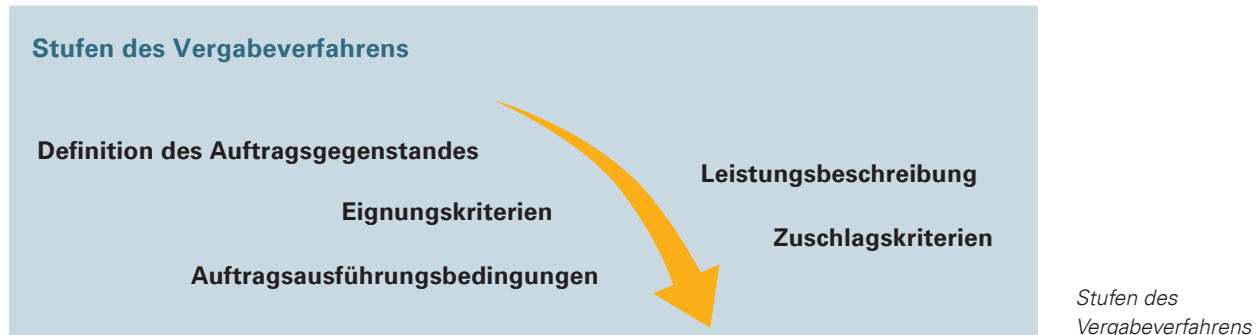 Stufen des Vergabeverfahrens
Definition des Auftragsgegenstandes
Leistungsbeschreibung
Eignungskriterien
Zuschlagskriterien
Auftragsausführungsbedingungen
Stufen des
Vergabeverfahrens